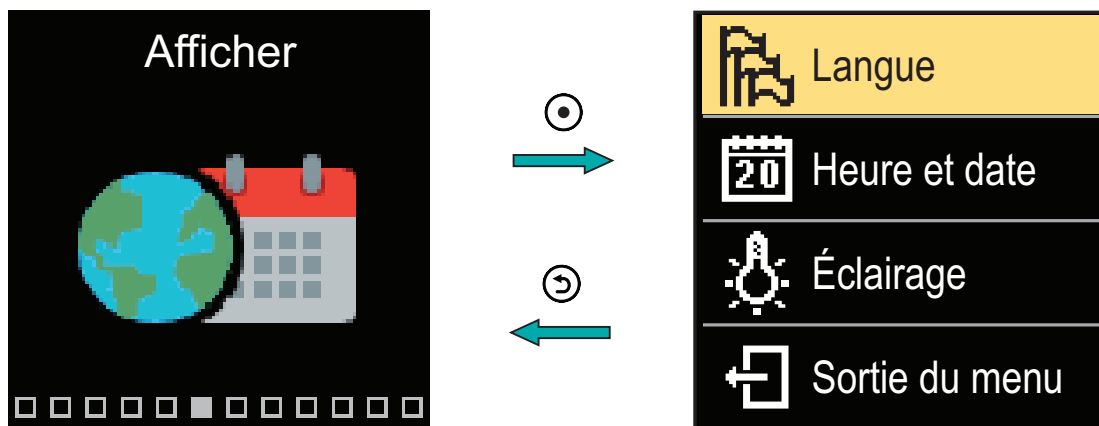 Afficher
Langue
20
Heure et date
Éclairage
Sortie du menu